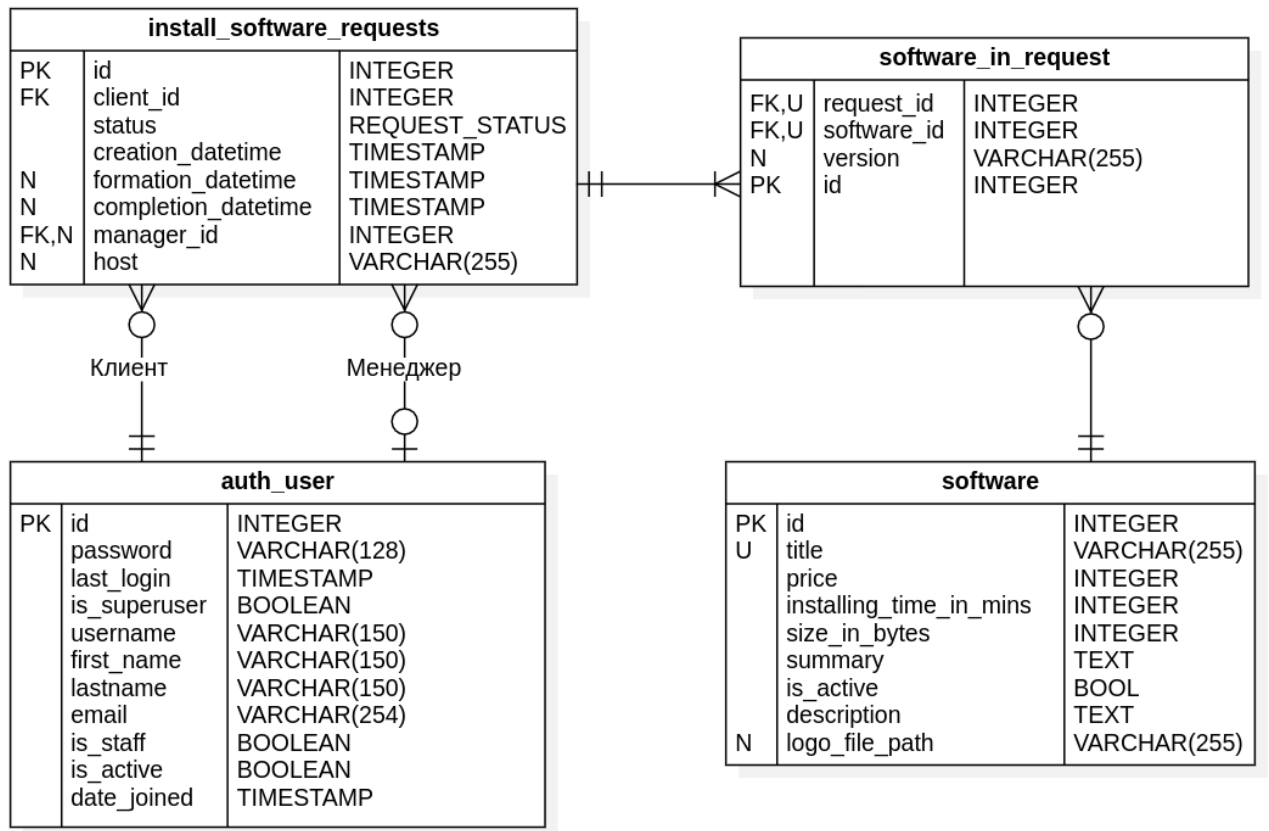 install_software_requests
PK id INTEGER
FK client_id INTEGER
status REQUEST_STATUS
creation_datetime TIMESTAMP
N formation_datetime TIMESTAMP
N completion_datetime TIMESTAMP
FK,N manager_id INTEGER
N host VARCHAR(255)
software_in_request
FK,U request_id INTEGER
FK,U software_id INTEGER
N version VARCHAR(255)
PK id INTEGER
Клиент
Менеджер
auth_user
PK id INTEGER
password VARCHAR(128)
last_login TIMESTAMP
is_superuser BOOLEAN
username VARCHAR(150)
first_name VARCHAR(150)
lastname VARCHAR(150)
email VARCHAR(254)
is_staff BOOLEAN
is_active BOOLEAN
date_joined TIMESTAMP
software
PK id INTEGER
U title VARCHAR(255)
price INTEGER
installing_time_in_mins INTEGER
size_in_bytes INTEGER
summary TEXT
is_active BOOL
description TEXT
N logo_file_path VARCHAR(255)